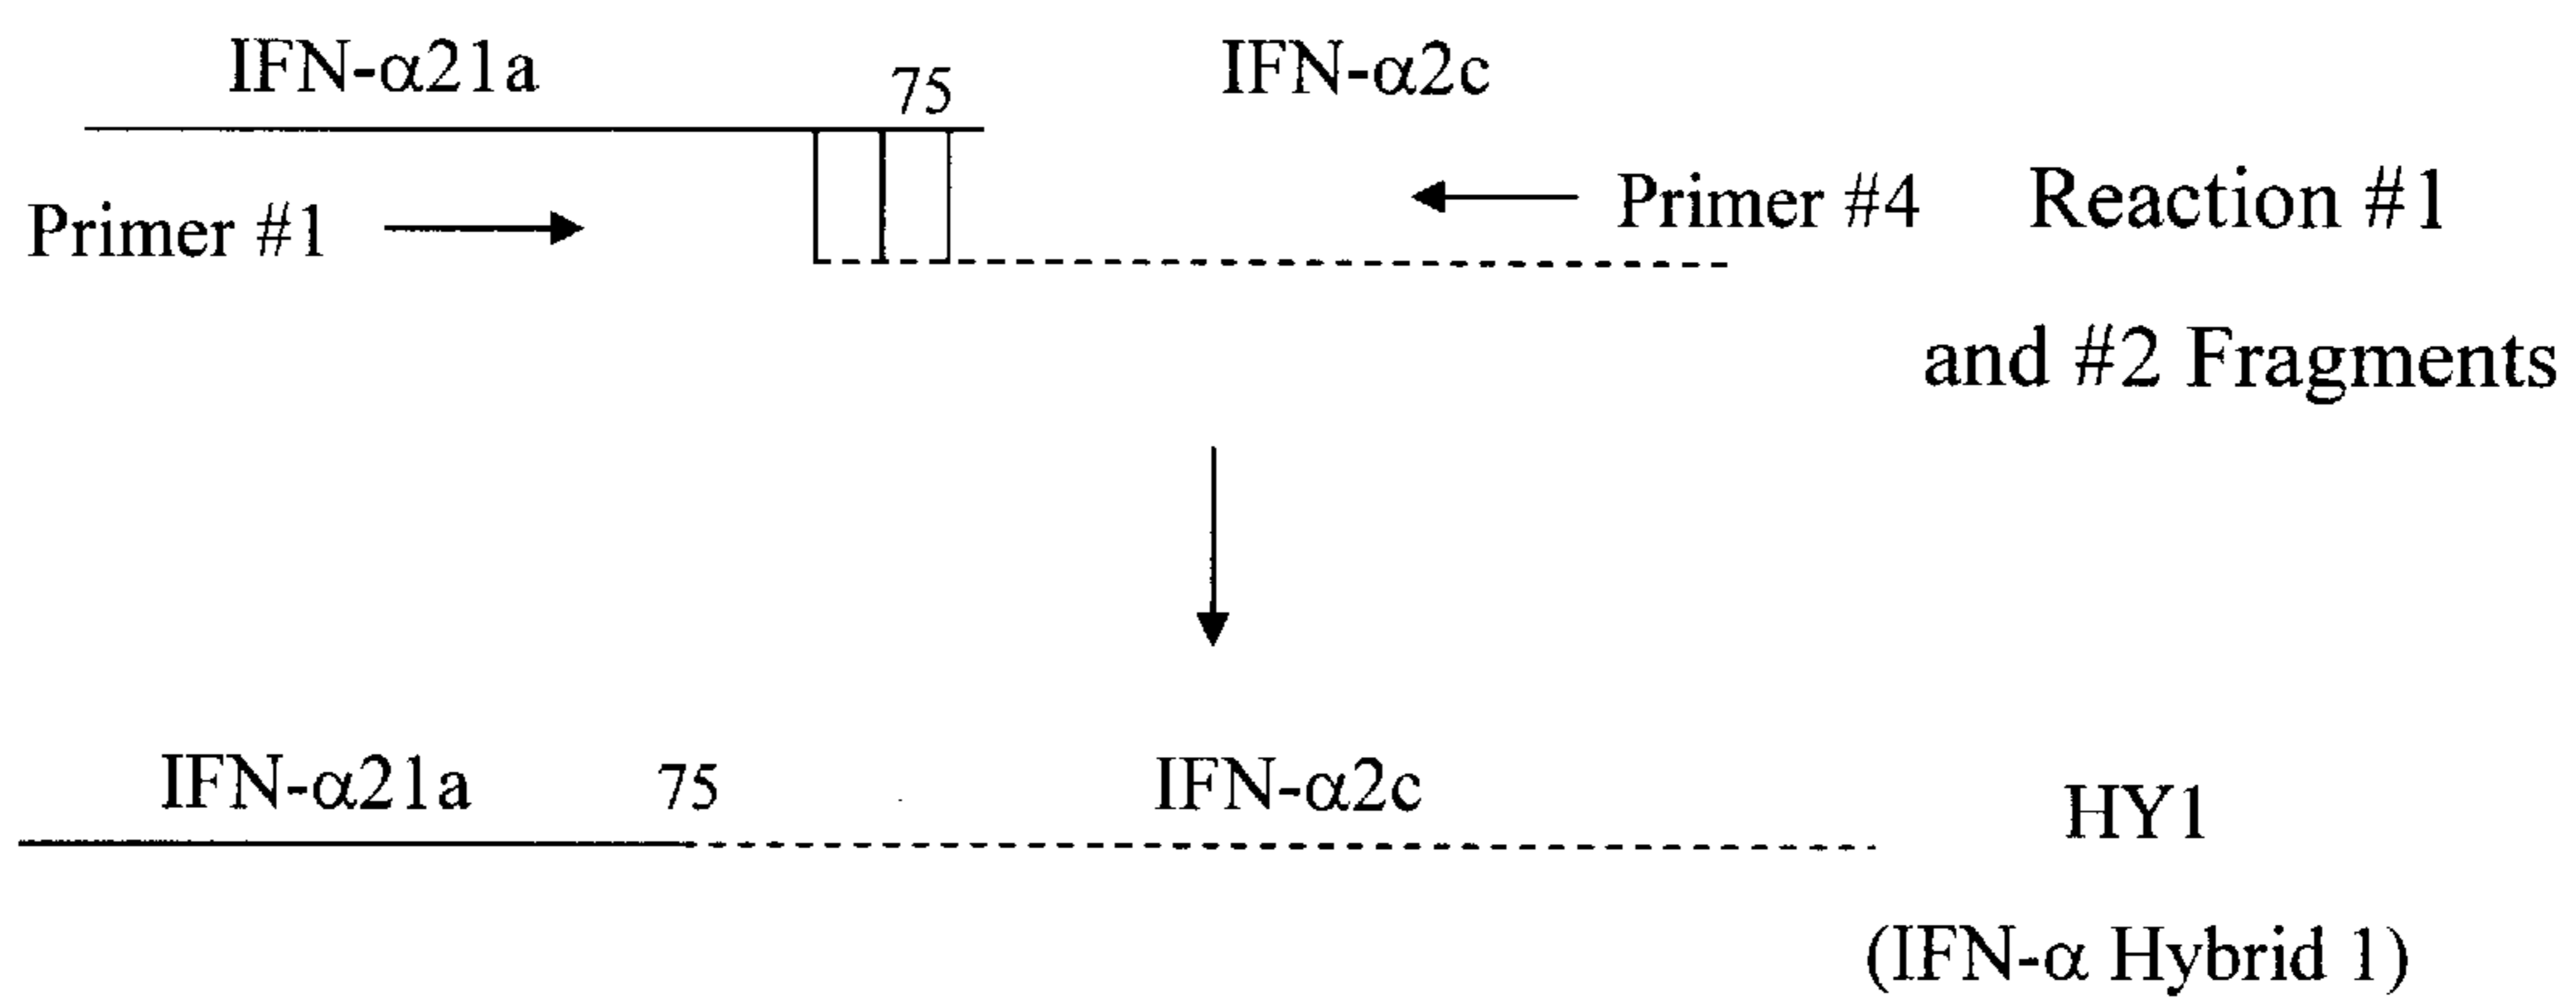 IFN-α21a 75 IFN-α2c
Primer #1 Primer #4 Reaction #1
and #2 Fragments
IFN-α21a 75 IFN-α2c HY1
(IFN-α Hybrid 1)